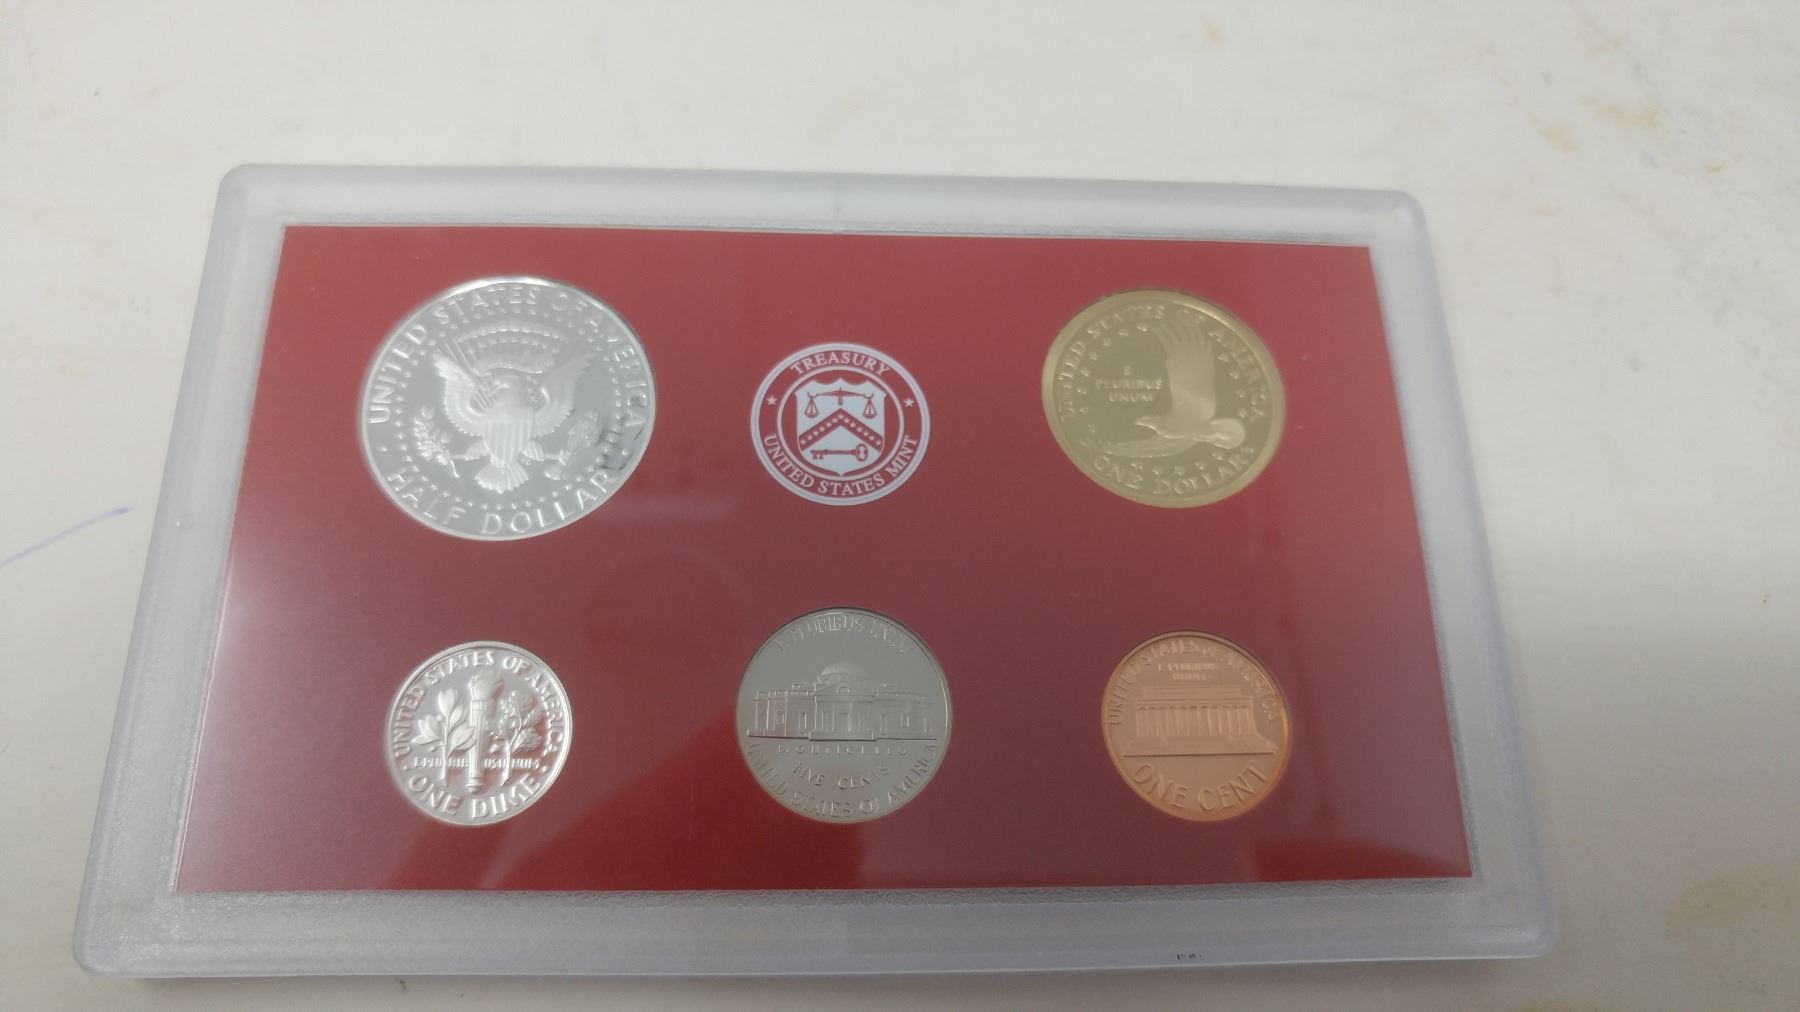 UNITED STATES OF AMERICA
HALF DOLLAR
TREASURY
UNITED STATES MINT
UNITED STATES OF AMERICA
E
PLURIBUS
UNUM
ONE DOLLAR
UNITED STATES OF AMERICA
E PLURIBUS UNUM
ONE DIME
E PLURIBUS UNUM
MONTICELLO
FIVE CENTS
UNITED STATES OF AMERICA
UNITED STATES OF AMERICA
E PLURIBUS
UNUM
ONE CENT